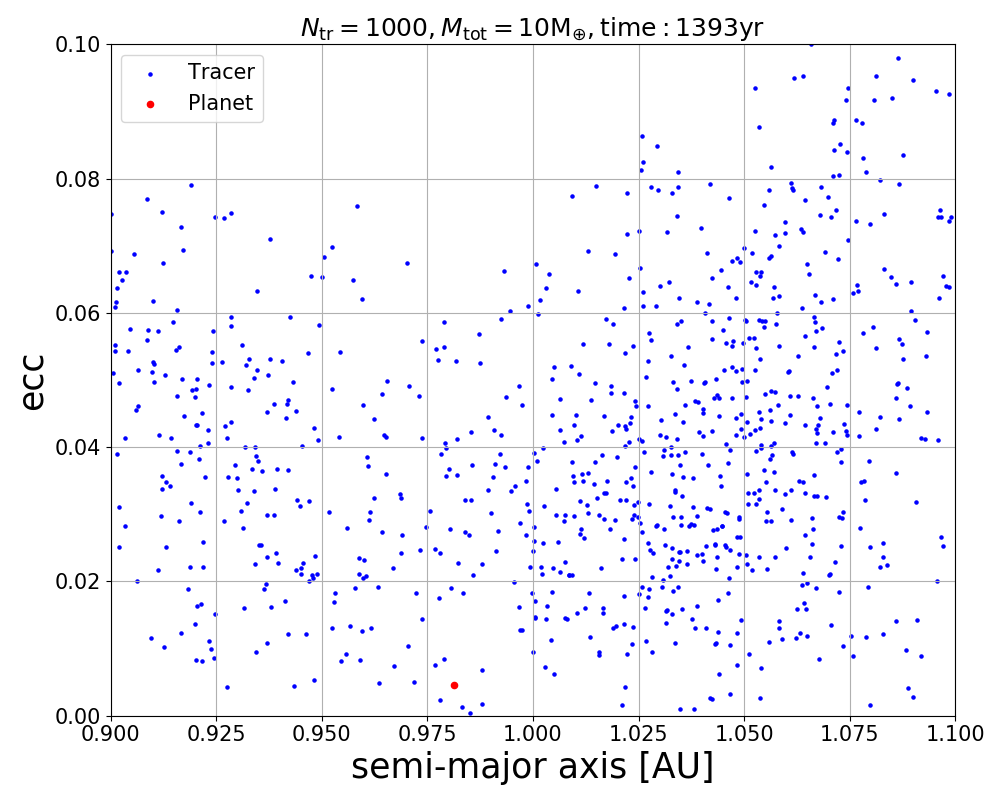 N_tr = 1000, M_tot = 10M_⊕, time : 1393yr
Tracer
Planet
0.10
0.08
0.06
0.04
0.02
0.00
ecc
0.900 0.925 0.950 0.975 1.000 1.025 1.050 1.075 1.100
semi-major axis [AU]